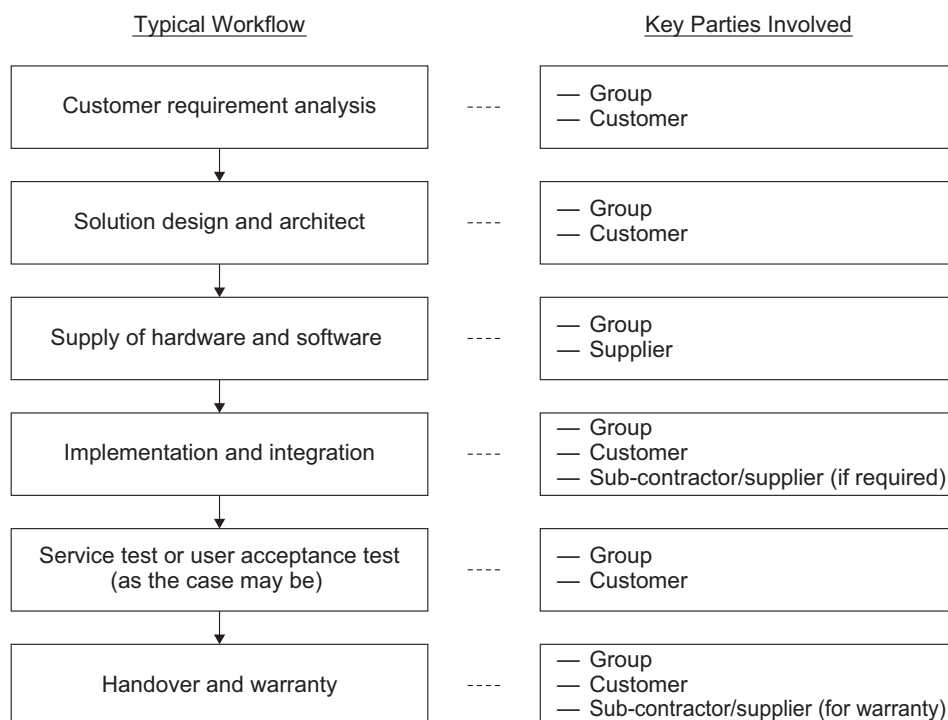 Typical Workflow
Key Parties Involved
Customer requirement analysis
— Group
— Customer
Solution design and architect
— Group
— Customer
Supply of hardware and software
— Group
— Supplier
Implementation and integration
— Group
— Customer
— Sub-contractor/supplier (if required)
Service test or user acceptance test
(as the case may be)
— Group
— Customer
Handover and warranty
— Group
— Customer
— Sub-contractor/supplier (for warranty)